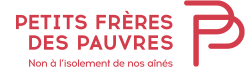 PETITS FRÈRES
DES PAUVRES
Non à l'isolement de nos aînés